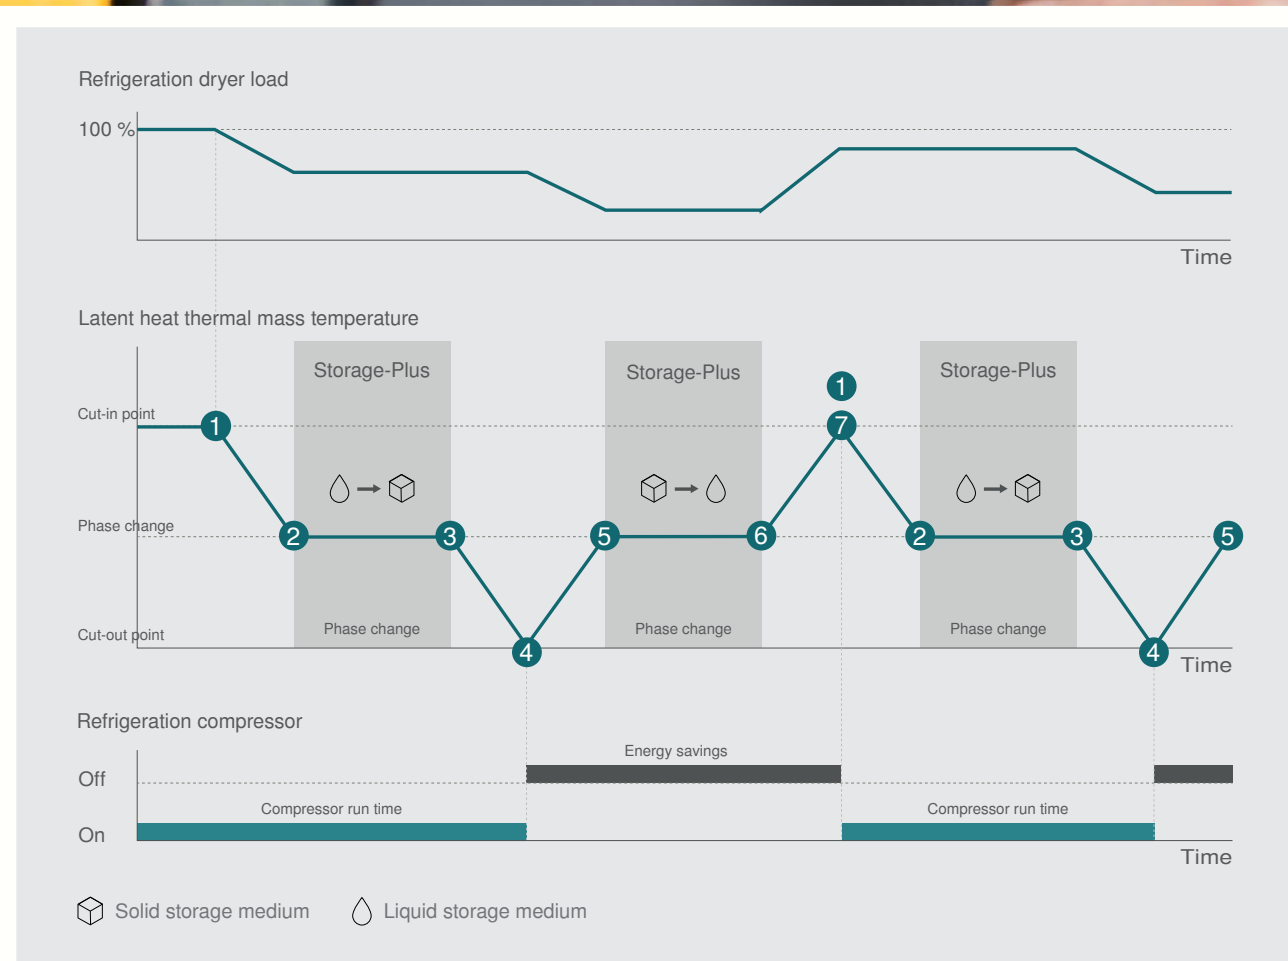 Refrigeration dryer load
100 %
Time
Latent heat thermal mass temperature
Storage-Plus
Storage-Plus
Storage-Plus
1
Cut-in point
1
7
Phase change
2
3
5
6
2
3
5
Cut-out point
Phase change
Phase change
Phase change
4
4
Time
Refrigeration compressor
Energy savings
Off
Compressor run time
Compressor run time
On
Time
Solid storage medium
Liquid storage medium